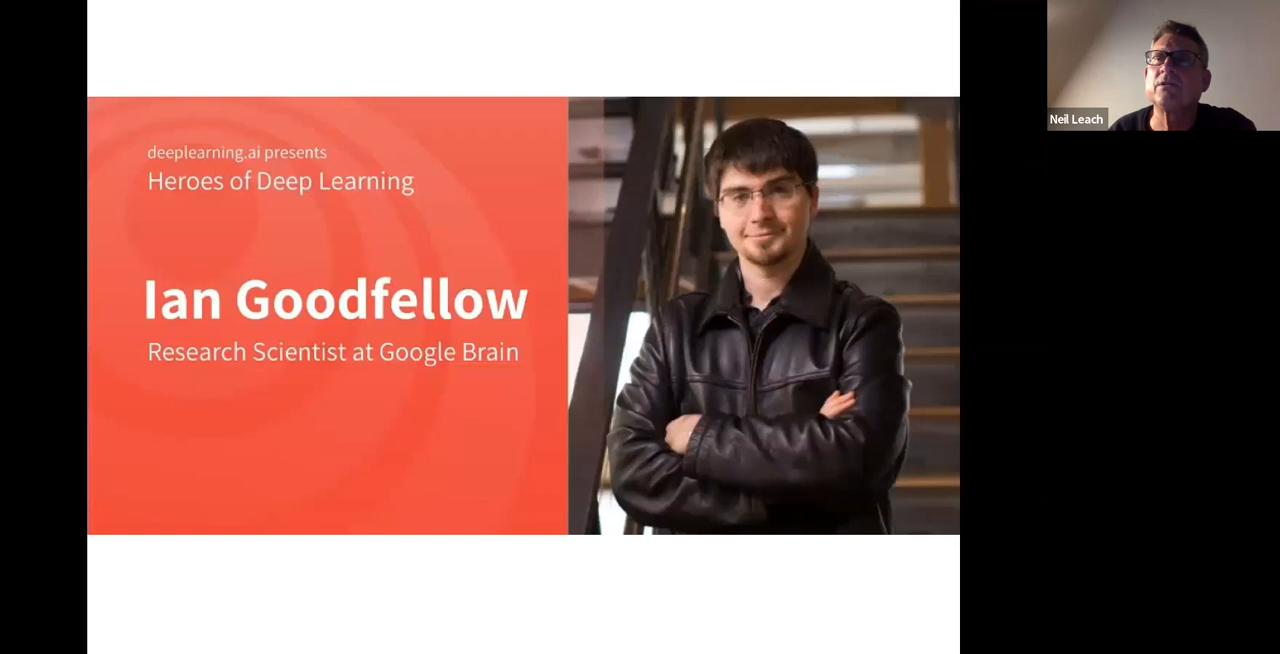 deeplearning.ai presents
Heroes of Deep Learning
Ian Goodfellow
Research Scientist at Google Brain
Neil Leach